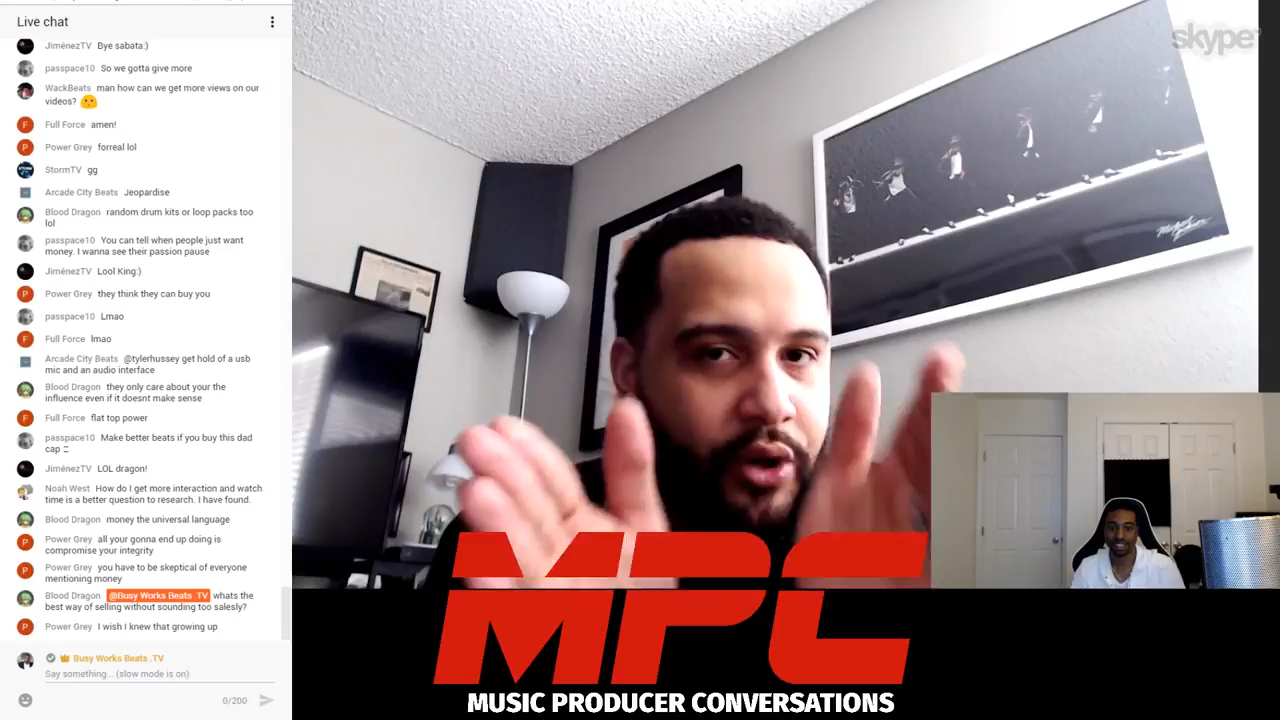 Live chat
JiménezTV Bye sabata:)
passpace10 So we gotta give more
WackBeats man how can we get more views on our
videos?
Full Force amen!
Power Grey forreal lol
StormTV gg
Arcade City Beats Jeopardise
Blood Dragon random drum kits or loop packs too
lol
passpace10 You can tell when people just want
money. I wanna see their passion pause
JiménezTV Lool King:)
Power Grey they think they can buy you
passpace10 Lmao
Full Force lmao
Arcade City Beats @tylerhussey get hold of a usb
mic and an audio interface
Blood Dragon they only care about your the
influence even if it doesnt make sense
Full Force flat top power
passpace10 Make better beats if you buy this dad
cap
JiménezTV LOL dragon!
Noah West How do I get more interaction and watch
time is a better question to research. I have found.
Blood Dragon money the universal language
Power Grey all your gonna end up doing is
compromise your integrity
Power Grey you have to be skeptical of everyone
mentioning money
Blood Dragon @Busy Works Beats .TV whats the
best way of selling without sounding too salesly?
Power Grey I wish I knew that growing up
Busy Works Beats .TV
Say something... (slow mode is on)
0/200
skype
MPC
MUSIC PRODUCER CONVERSATIONS